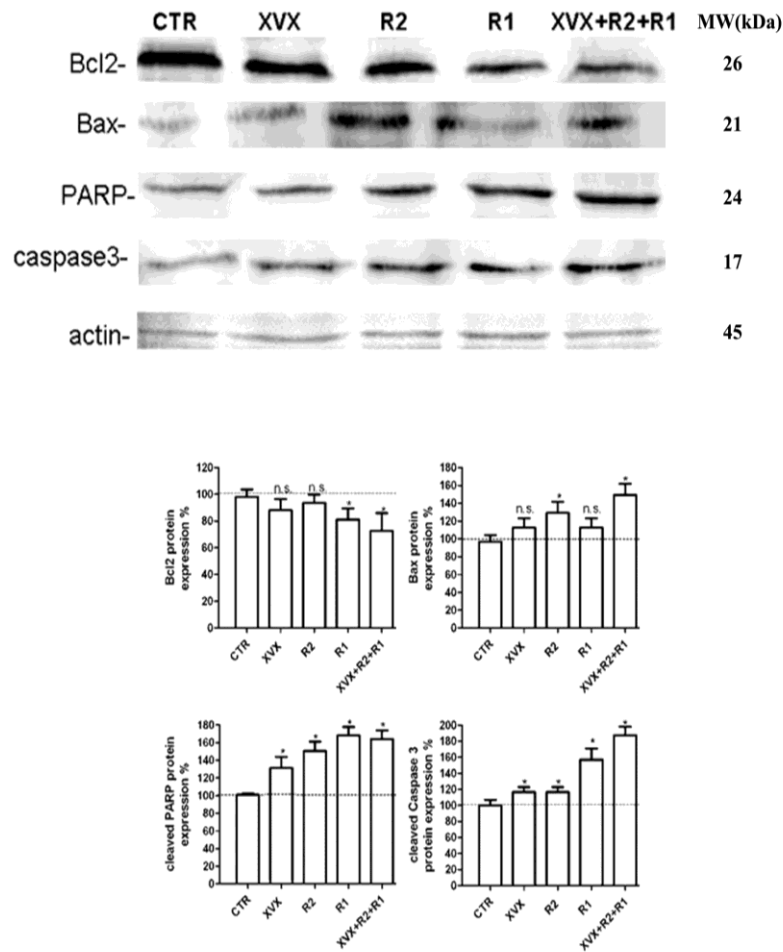 CTR XVX R2 R1 XVX+R2+R1 MW(kDa)
Bcl2- 26
Bax- 21
PARP- 24
caspase3- 17
actin- 45
Bcl2 protein
expression %
120
100
80
60
40
20
0
n.s. n.s. * *
CTR XVX R2 R1 XVX+R2+R1
Bax protein
expression %
180
160
140
120
100
80
60
40
20
0
n.s. * n.s. *
CTR XVX R2 R1 XVX+R2+R1
cleaved PARP protein
expression %
180
160
140
120
100
80
60
40
20
0
* * * *
CTR XVX R2 R1 XVX+R2+R1
cleaved Caspase 3
protein expression %
200
180
160
140
120
100
80
60
40
20
0
* * * *
CTR XVX R2 R1 XVX+R2+R1